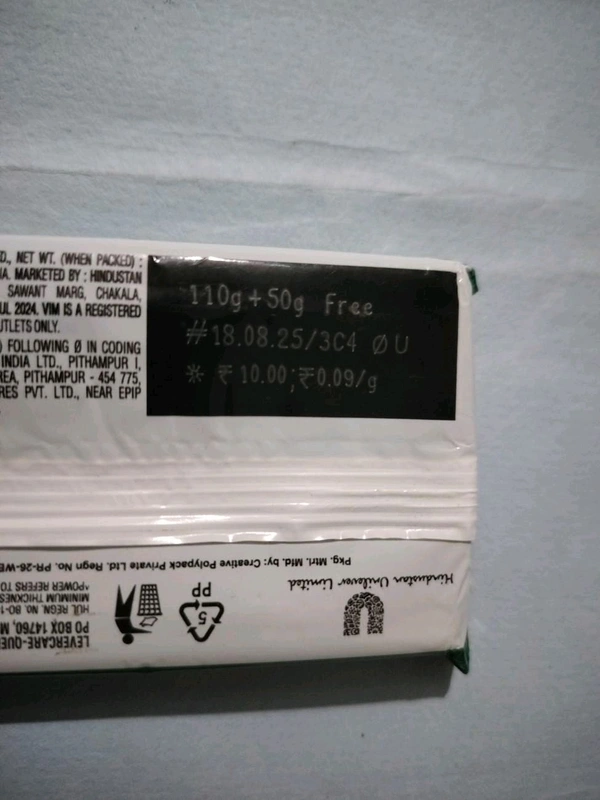 D., NET WT. (WHEN PACKED) :
IA. MARKETED BY : HINDUSTAN
SAWANT MARG, CHAKALA,
UL 2024. VIM IS A REGISTERED
UTLETS ONLY.
) FOLLOWING Ø IN CODING
INDIA LTD., PITHAMPUR I,
REA, PITHAMPUR - 454 775,
RES PVT. LTD., NEAR EPIP
110g+50g Free
#18.08.25/3C4 ØU
* ₹ 10.00;₹0.09/g
Pkg. Mtrl. Mfd. by: Creative Polypack Private Ltd. Regn No. PR-26-WE
Hindustan Unilever Limited
5
PP
LEVERCARE-QUE
PO BOX 14760, M
HUL REGN. No. 80-1
MINIMUM THICKNES
^POWER REFERS TO